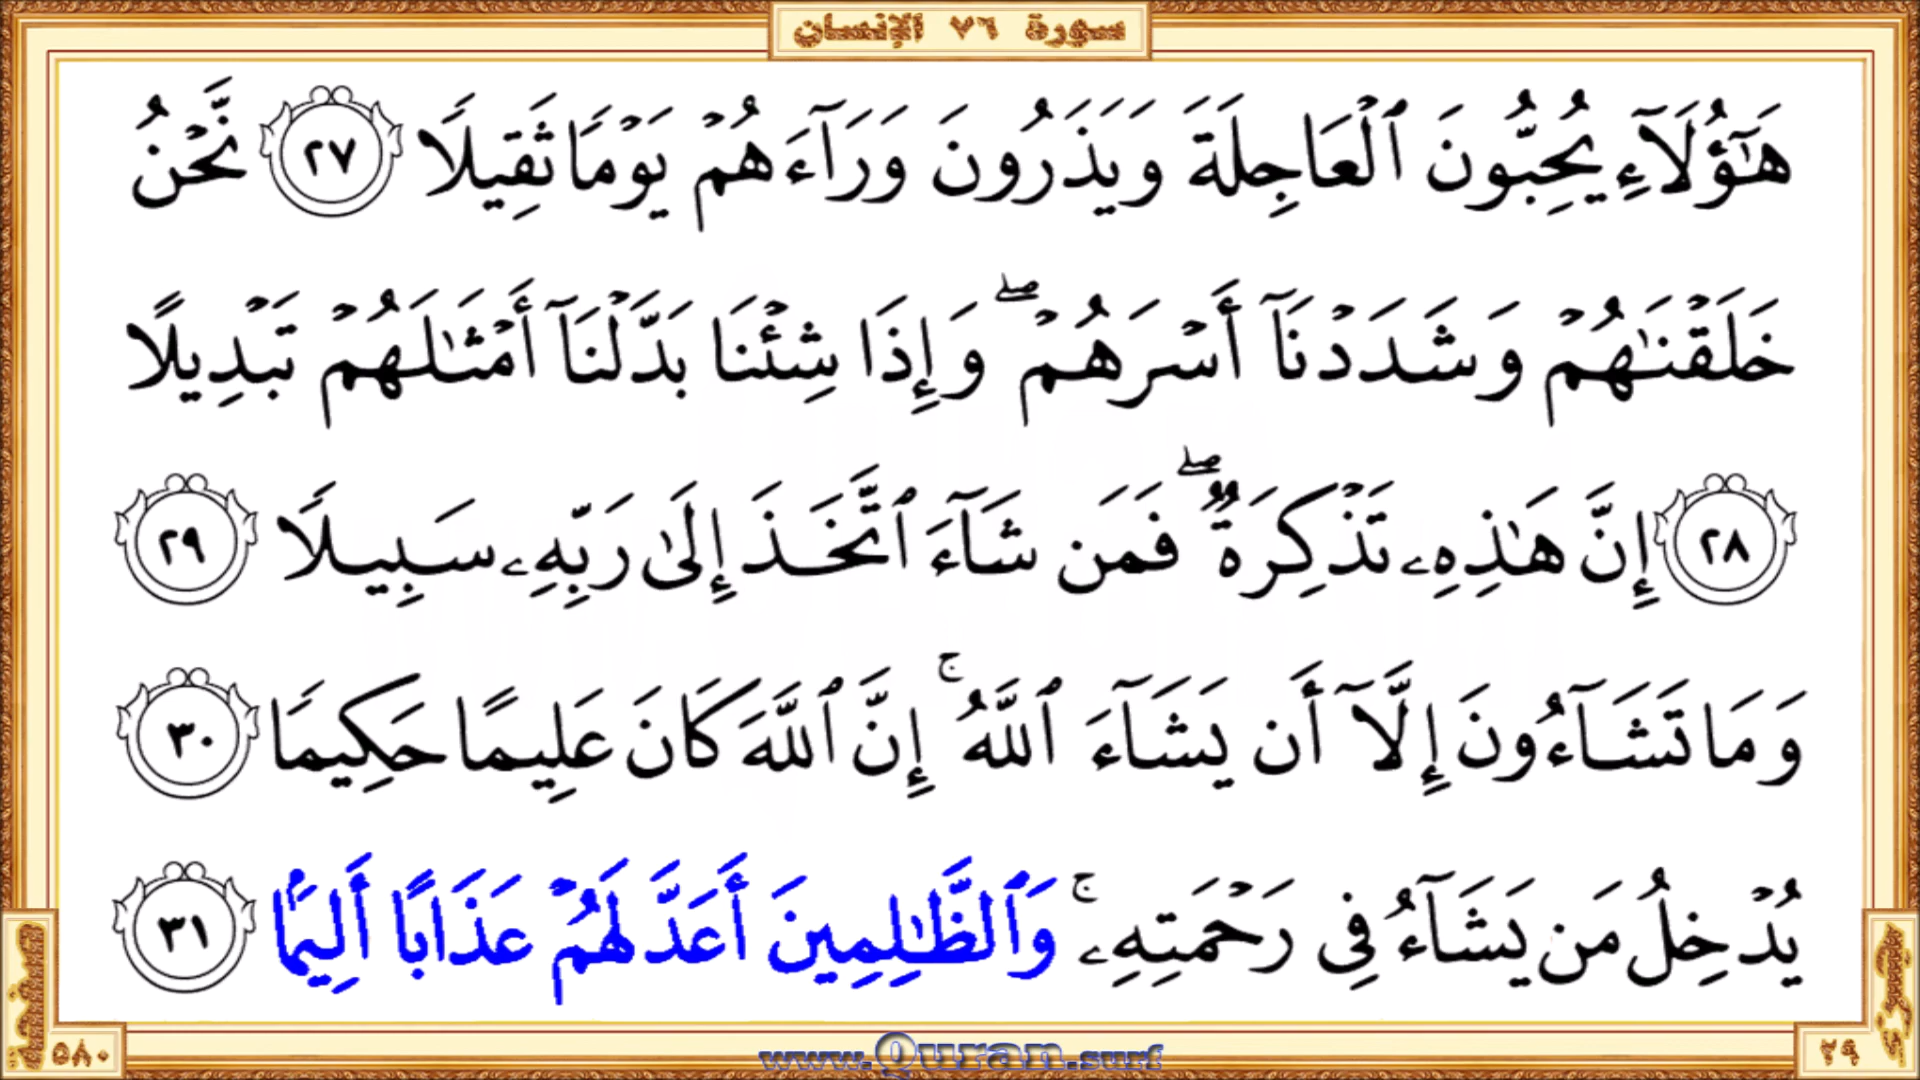 سورة ٧٦ الإنسان
هَٰٓؤُلَآءِ يُحِبُّونَ ٱلْعَاجِلَةَ وَيَذَرُونَ وَرَآءَهُمْ يَوْمًا ثَقِيلًا ٢٧ نَّحْنُ
خَلَقْنَٰهُمْ وَشَدَدْنَآ أَسْرَهُمْ ۖ وَإِذَا شِئْنَا بَدَّلْنَآ أَمْثَٰلَهُمْ تَبْدِيلًا
٢٨ إِنَّ هَٰذِهِۦ تَذْكِرَةٌ ۖ فَمَن شَآءَ ٱتَّخَذَ إِلَىٰ رَبِّهِۦ سَبِيلًا ٢٩
وَمَا تَشَآءُونَ إِلَّآ أَن يَشَآءَ ٱللَّهُ ۚ إِنَّ ٱللَّهَ كَانَ عَلِيمًا حَكِيمًا ٣٠
يُدْخِلُ مَن يَشَآءُ فِى رَحْمَتِهِۦ ۚ وَٱلظَّٰلِمِينَ أَعَدَّ لَهُمْ عَذَابًا أَلِيمًۢا ٣١
الصفحة
٥٨٠
www.Quran.surf
٢٩